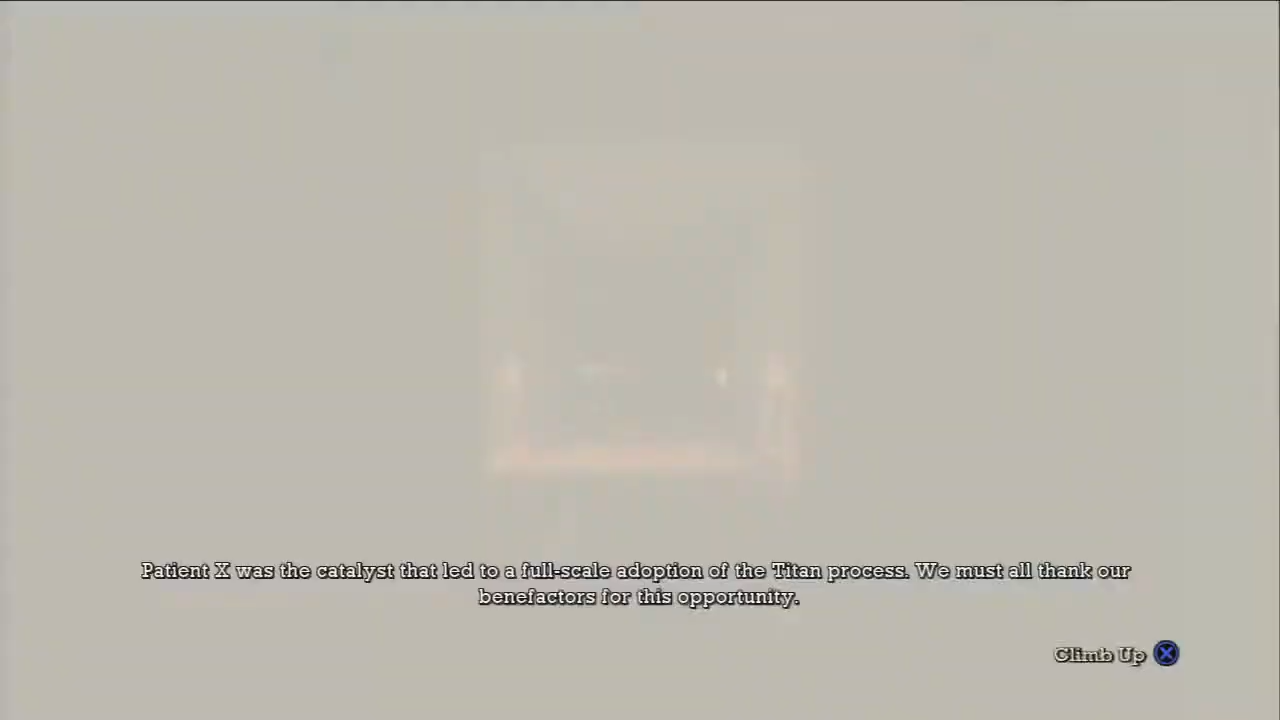 Patient X was the catalyst that led to a full-scale adoption of the Titan process. We must all thank our
benefactors for this opportunity.
Climb Up